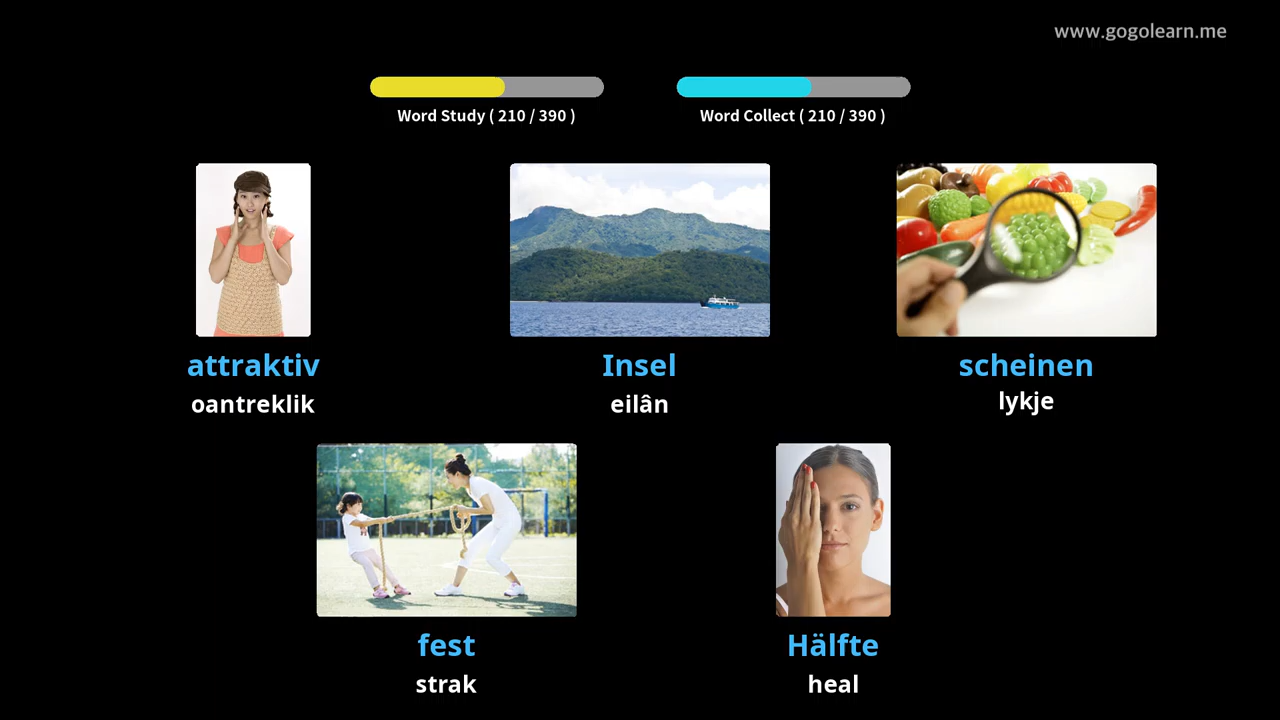 www.gogolearn.me
Word Study ( 210 / 390 )
Word Collect ( 210 / 390 )
attraktiv
oantreklik
Insel
eilân
scheinen
lykje
fest
strak
Hälfte
heal